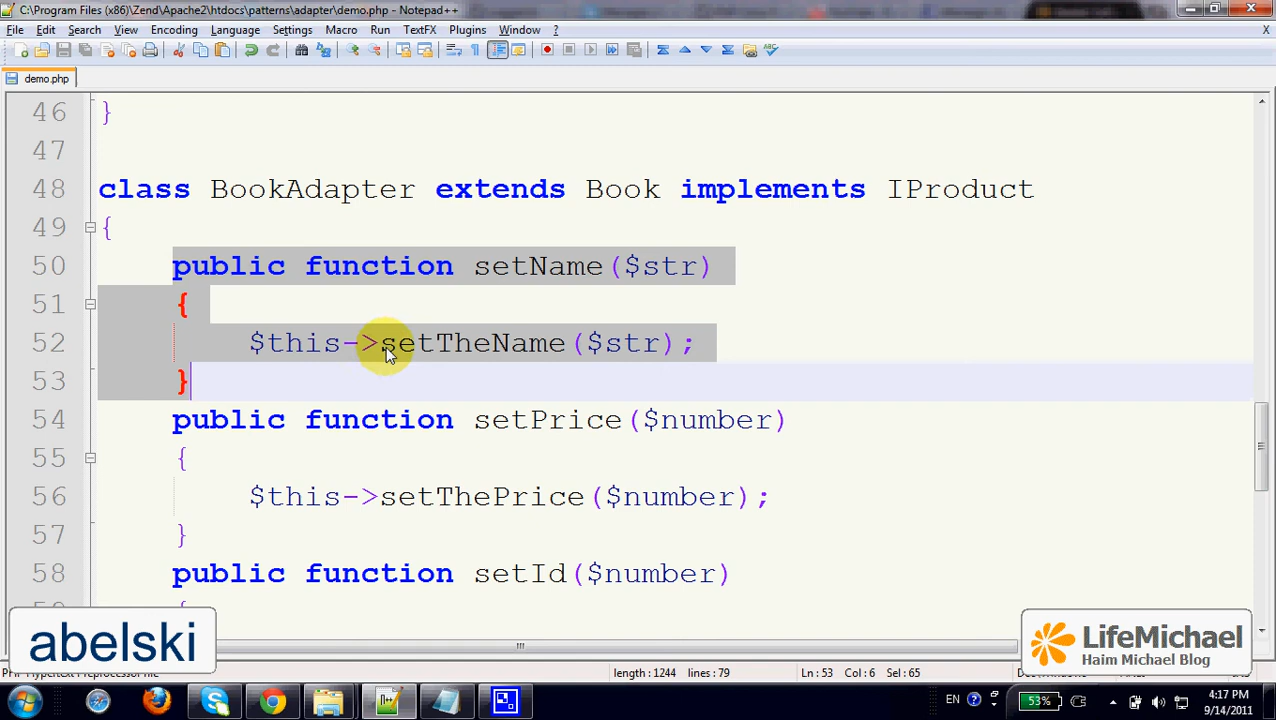 C:\Program Files (x86)\Zend\Apache2\htdocs\patterns\adapter\demo.php - Notepad++
File Edit Search View Encoding Language Settings Macro Run TextFX Plugins Window ? X
demo.php
46 }
47
48 class BookAdapter extends Book implements IProduct
49 {
50 public function setName($str)
51 {
52 $this->setTheName($str);
53 }
54 public function setPrice($number)
55 {
56 $this->setThePrice($number);
57 }
58 public function setId($number)
{
abelski
LifeMichael
Haim Michael Blog
length : 1244 lines : 79 Ln : 53 Col : 6 Sel : 65
EN 53% 4:17 PM
9/14/2011